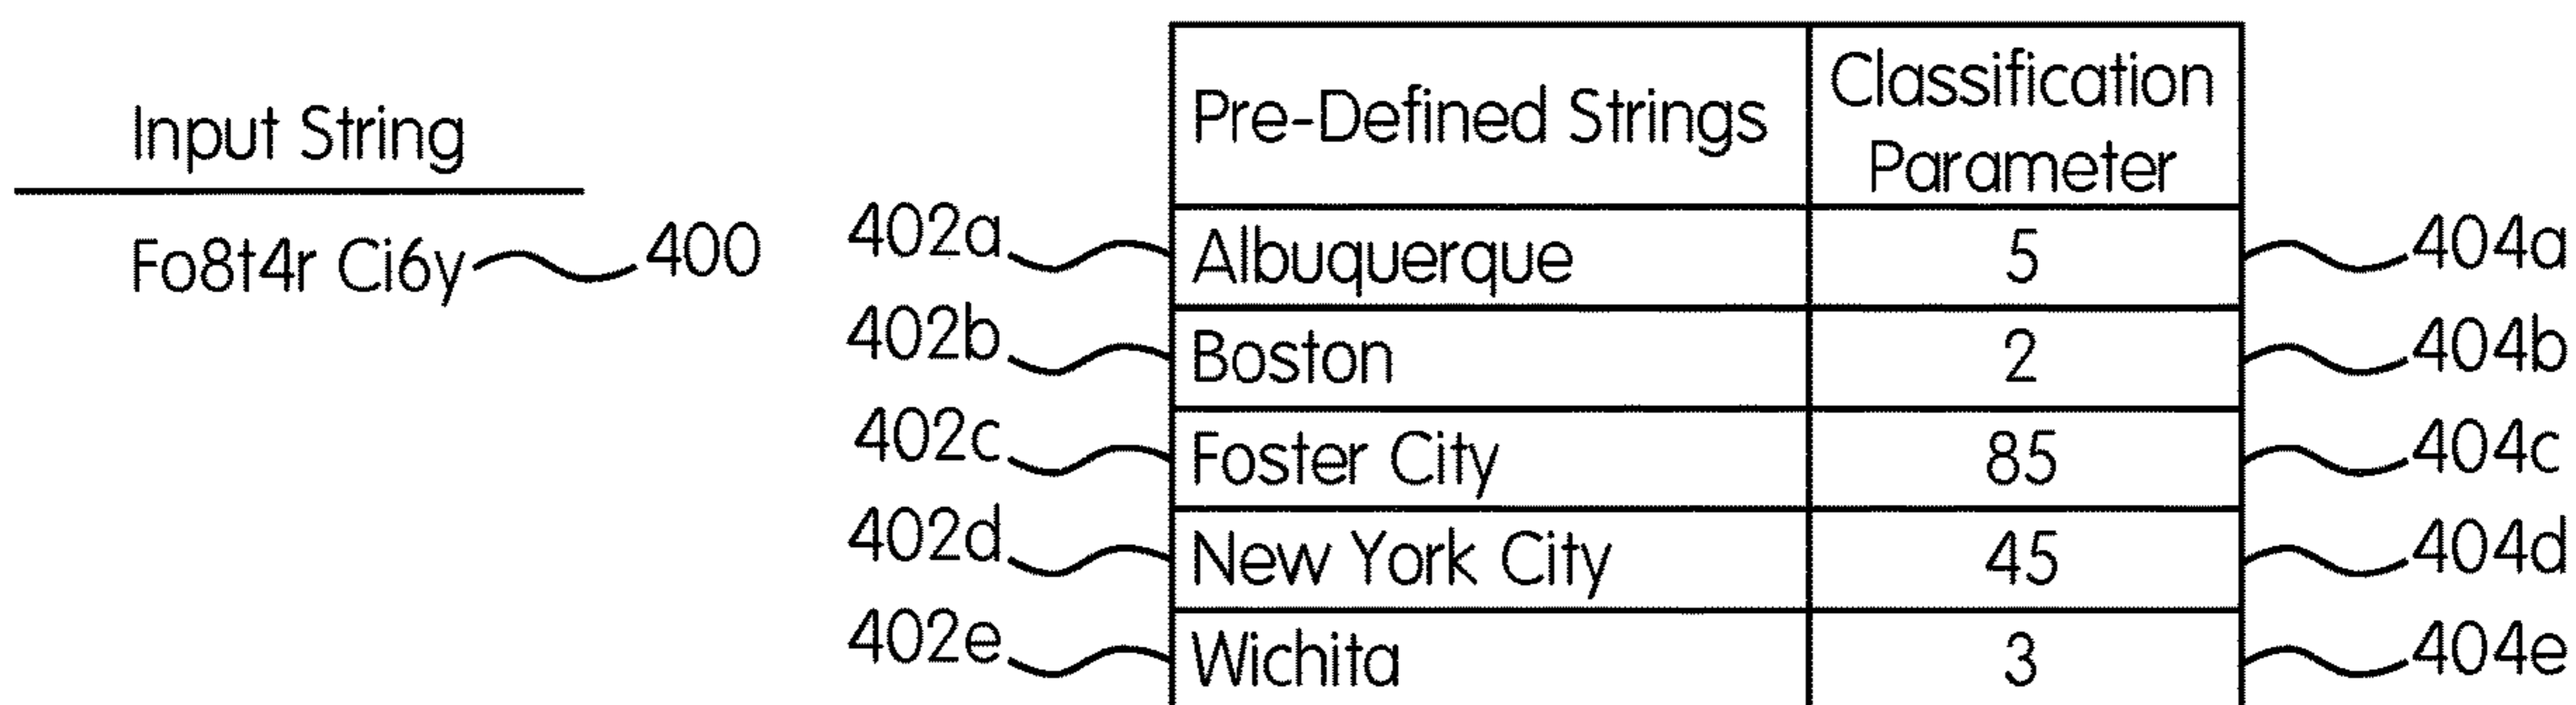 Input String
Fo8t4r Ci6y 400
Pre-Defined Strings Classification
Parameter
402a Albuquerque 5 404a
402b Boston 2 404b
402c Foster City 85 404c
402d New York City 45 404d
402e Wichita 3 404e